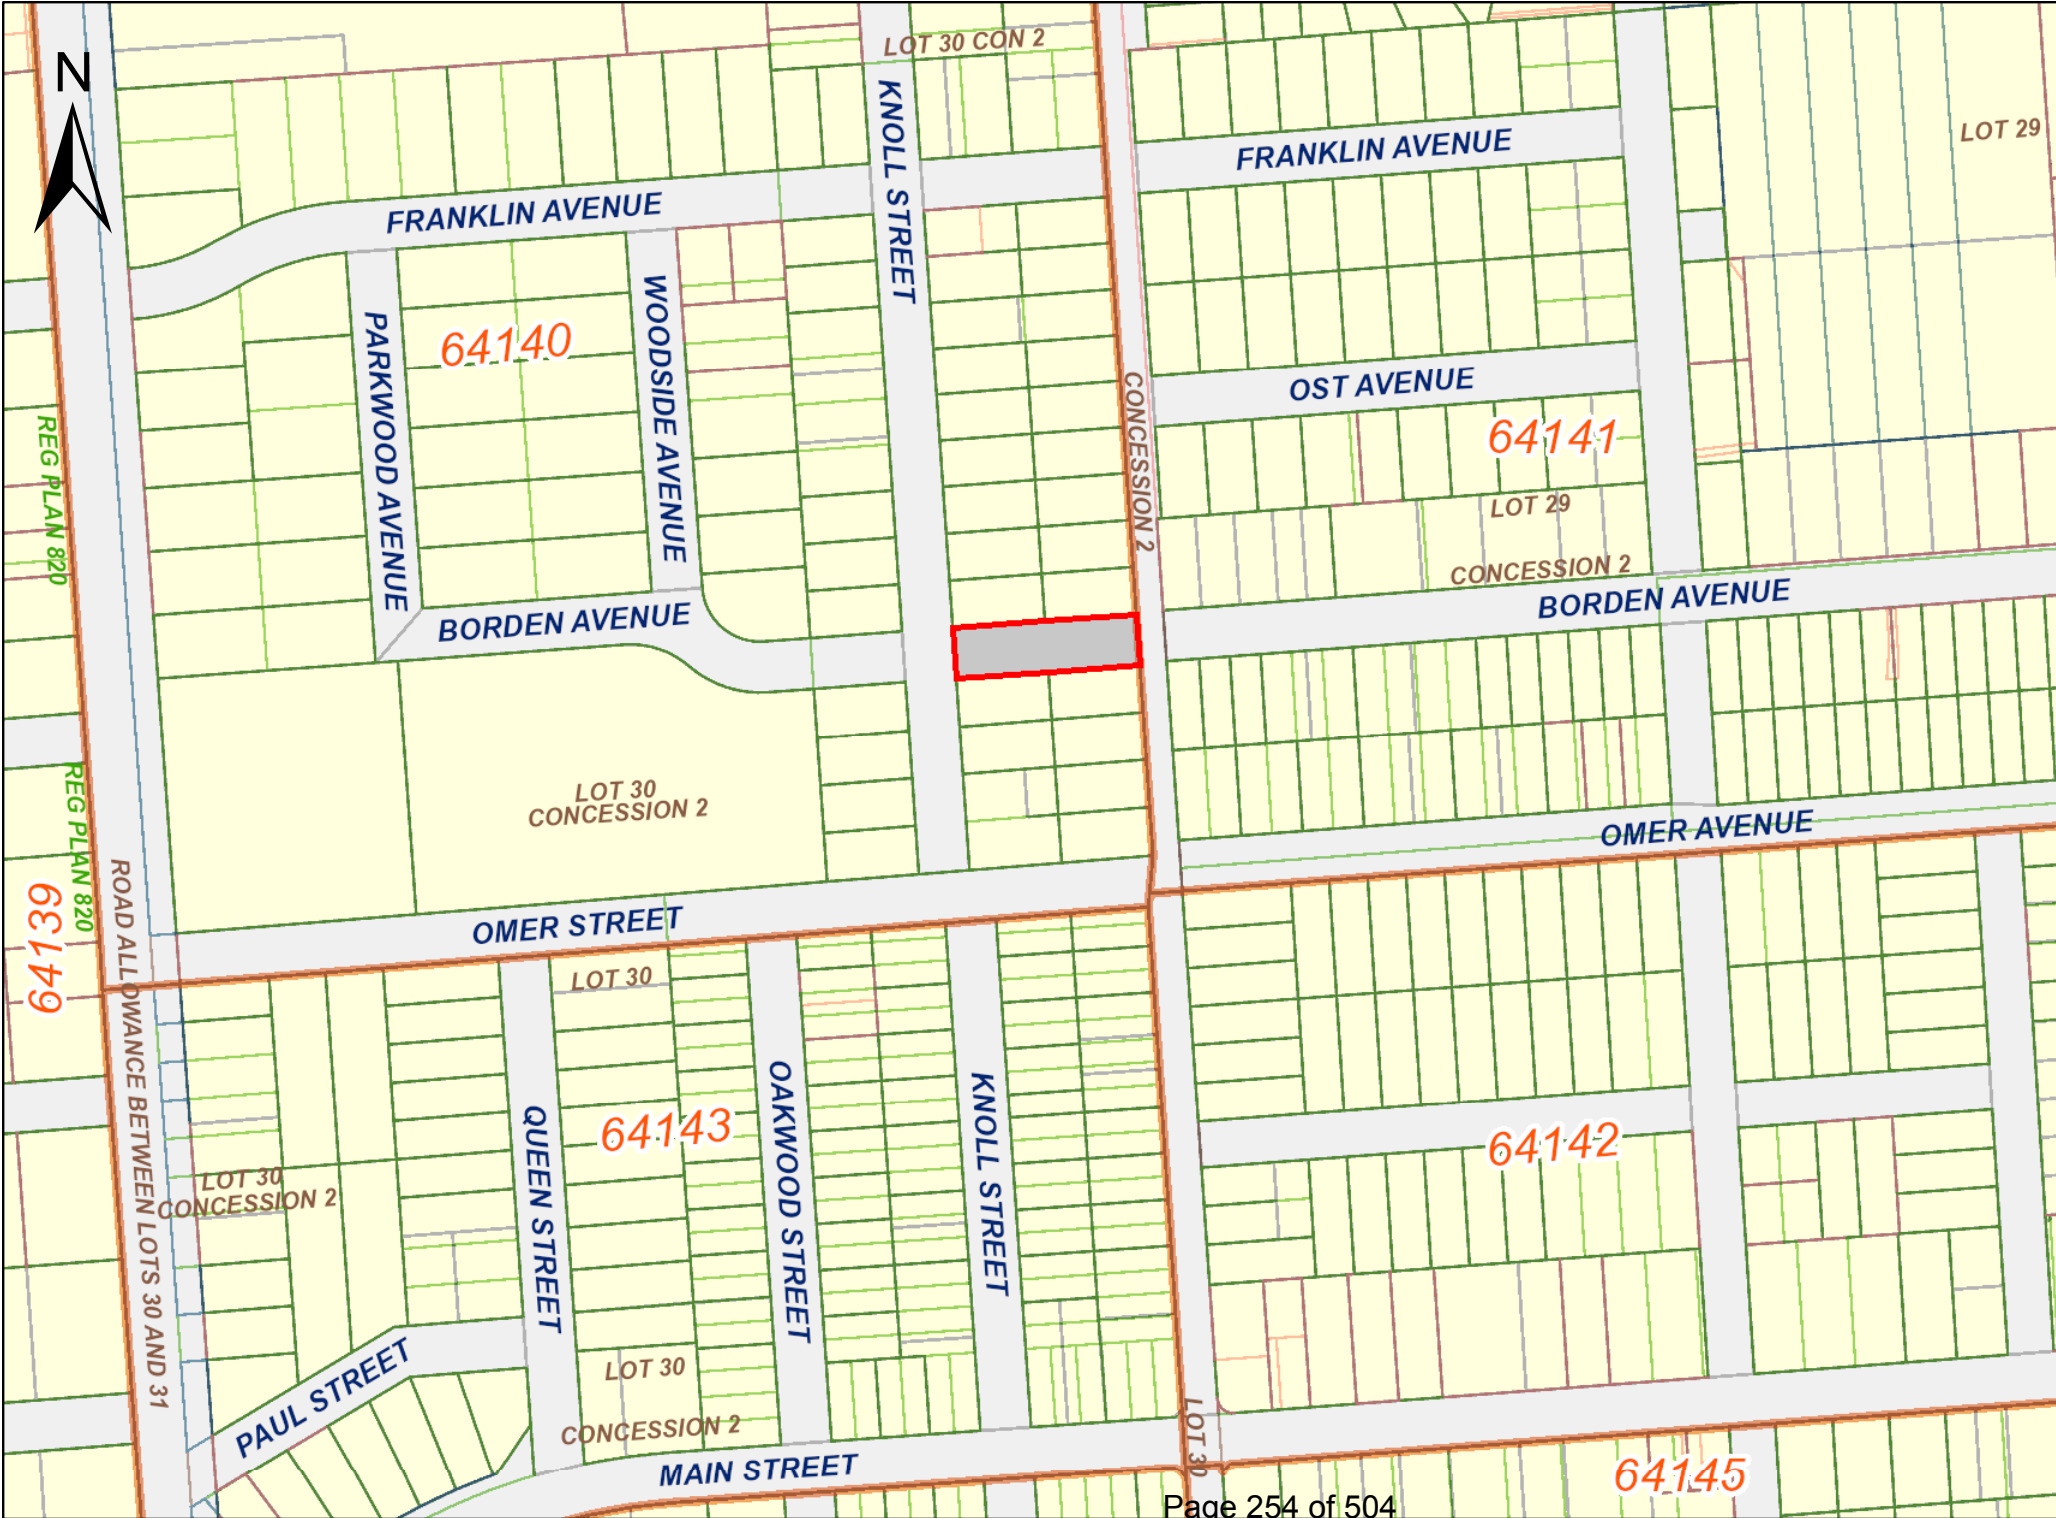 LOT 30 CON 2
N
KNOLL STREET
FRANKLIN AVENUE
LOT 29
FRANKLIN AVENUE
PARKWOOD AVENUE
64140
WOODSIDE AVENUE
CONCESSION 2
OST AVENUE
64141
REG PLAN 820
LOT 29
CONCESSION 2
BORDEN AVENUE
BORDEN AVENUE
REG PLAN 820
LOT 30
CONCESSION 2
OMER AVENUE
64139
ROAD ALLOWANCE BETWEEN LOTS 30 AND 31
OMER STREET
LOT 30
64143
QUEEN STREET
OAKWOOD STREET
KNOLL STREET
64142
LOT 30
CONCESSION 2
PAUL STREET
LOT 30
CONCESSION 2
MAIN STREET
LOT 30
64145
Page 254 of 504